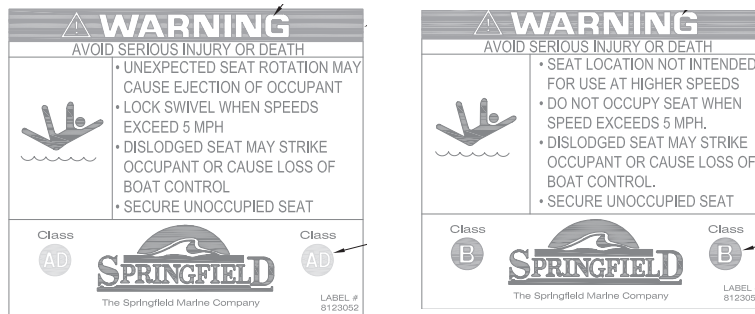 WARNING
AVOID SERIOUS INJURY OR DEATH
• UNEXPECTED SEAT ROTATION MAY
CAUSE EJECTION OF OCCUPANT
• LOCK SWIVEL WHEN SPEEDS
EXCEED 5 MPH
• DISLODGED SEAT MAY STRIKE
OCCUPANT OR CAUSE LOSS OF
BOAT CONTROL
• SECURE UNOCCUPIED SEAT
Class
AD
SPRINGFIELD
The Springfield Marine Company
Class
AD
LABEL #
8123052
WARNING
AVOID SERIOUS INJURY OR DEATH
• SEAT LOCATION NOT INTENDED
FOR USE AT HIGHER SPEEDS
• DO NOT OCCUPY SEAT WHEN
SPEED EXCEEDS 5 MPH.
• DISLODGED SEAT MAY STRIKE
OCCUPANT OR CAUSE LOSS OF
BOAT CONTROL.
• SECURE UNOCCUPIED SEAT
Class
B
SPRINGFIELD
The Springfield Marine Company
Class
B
LABEL